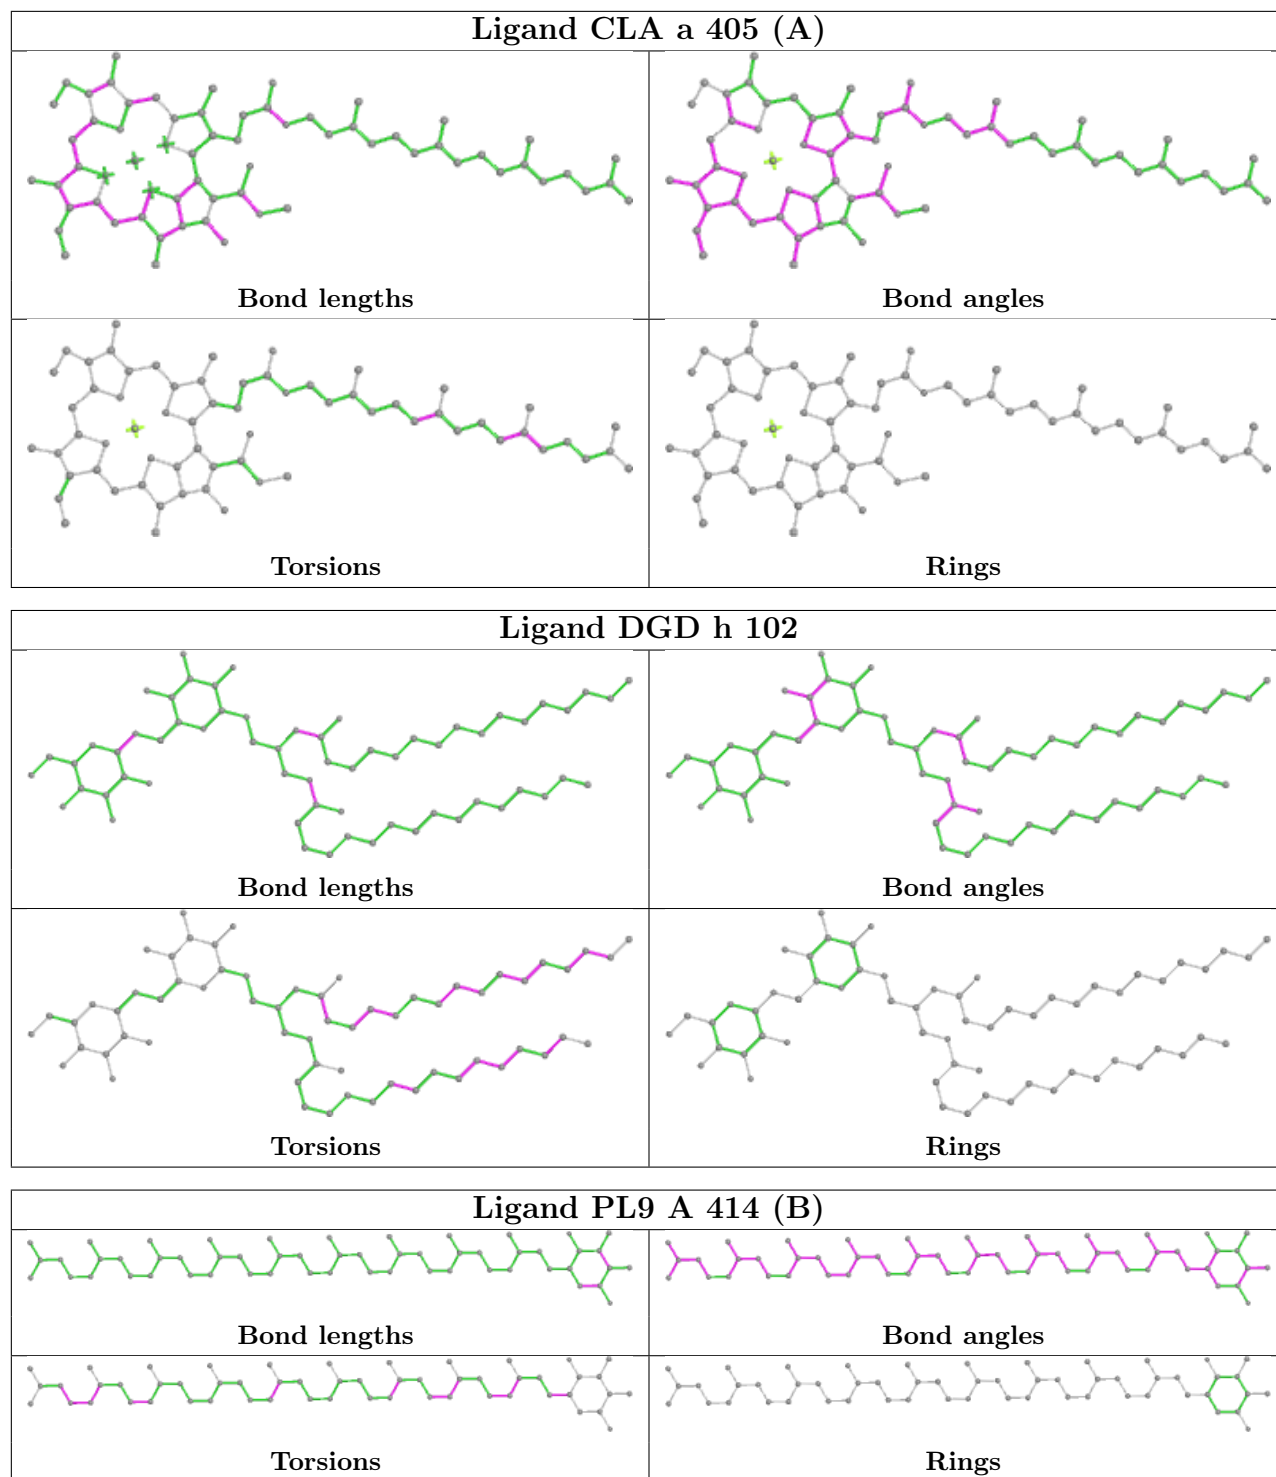 Ligand CLA a 405 (A)
Bond lengths
Bond angles
Torsions
Rings
Ligand DGD h 102
Bond lengths
Bond angles
Torsions
Rings
Ligand PL9 A 414 (B)
Bond lengths
Bond angles
Torsions
Rings